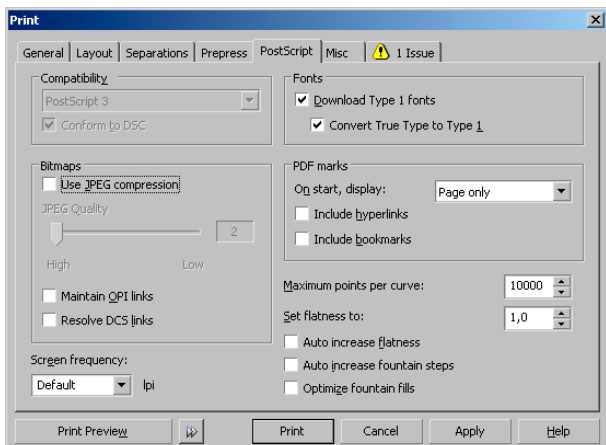 Print
General Layout Separations Prepress PostScript Misc 1 Issue
Compatibility
PostScript 3
Conform to DSC
Fonts
Download Type 1 fonts
Convert True Type to Type 1
Bitmaps
Use JPEG compression
JPEG Quality
2
High Low
Maintain OPI links
Resolve DCS links
PDF marks
On start, display: Page only
Include hyperlinks
Include bookmarks
Screen frequency:
Default lpi
Maximum points per curve: 10000
Set flatness to: 1,0
Auto increase flatness
Auto increase fountain steps
Optimize fountain fills
Print Preview Print Cancel Apply Help